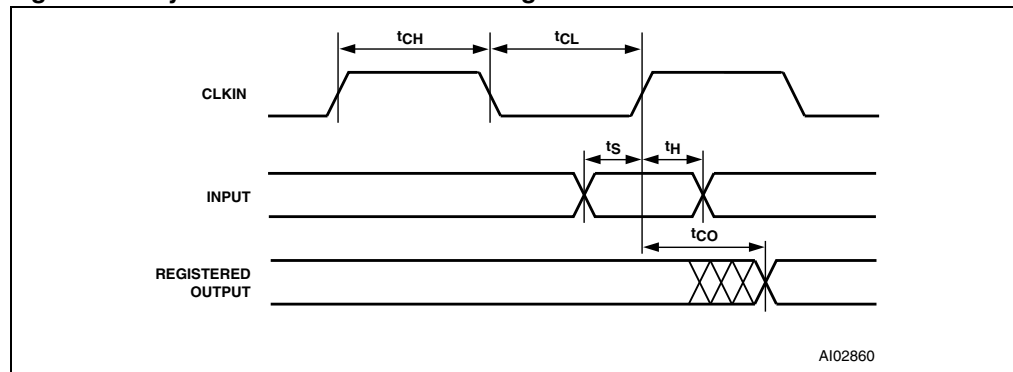 tCH tCL
CLKIN
tS tH
INPUT
tCO
REGISTERED
OUTPUT
AI02860